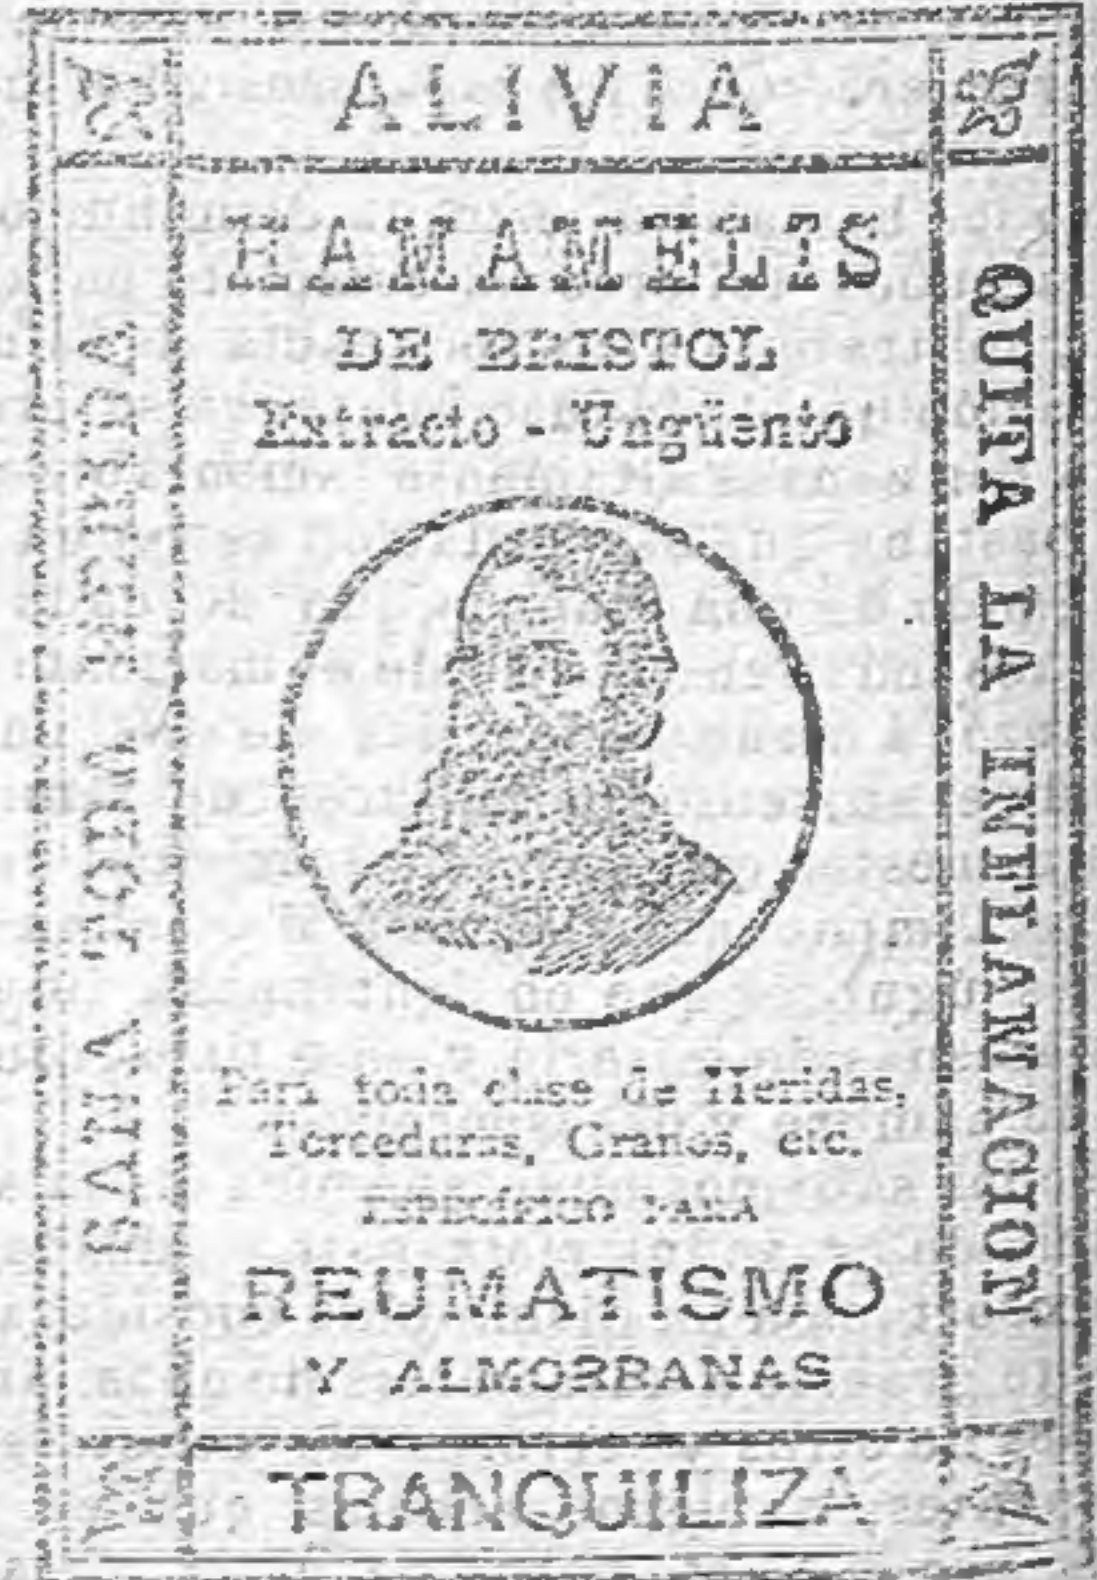 ALIVIA
HAMAMELIS
DE BRISTOL
Extracto - Ungüento
Para toda clase de Heridas,
Torceduras, Granos, etc.
ESPECÍFICO PARA
REUMATISMO
Y ALMORRANAS
TRANQUILIZA
SANA TODA HERIDA
QUITA LA INFLAMACION